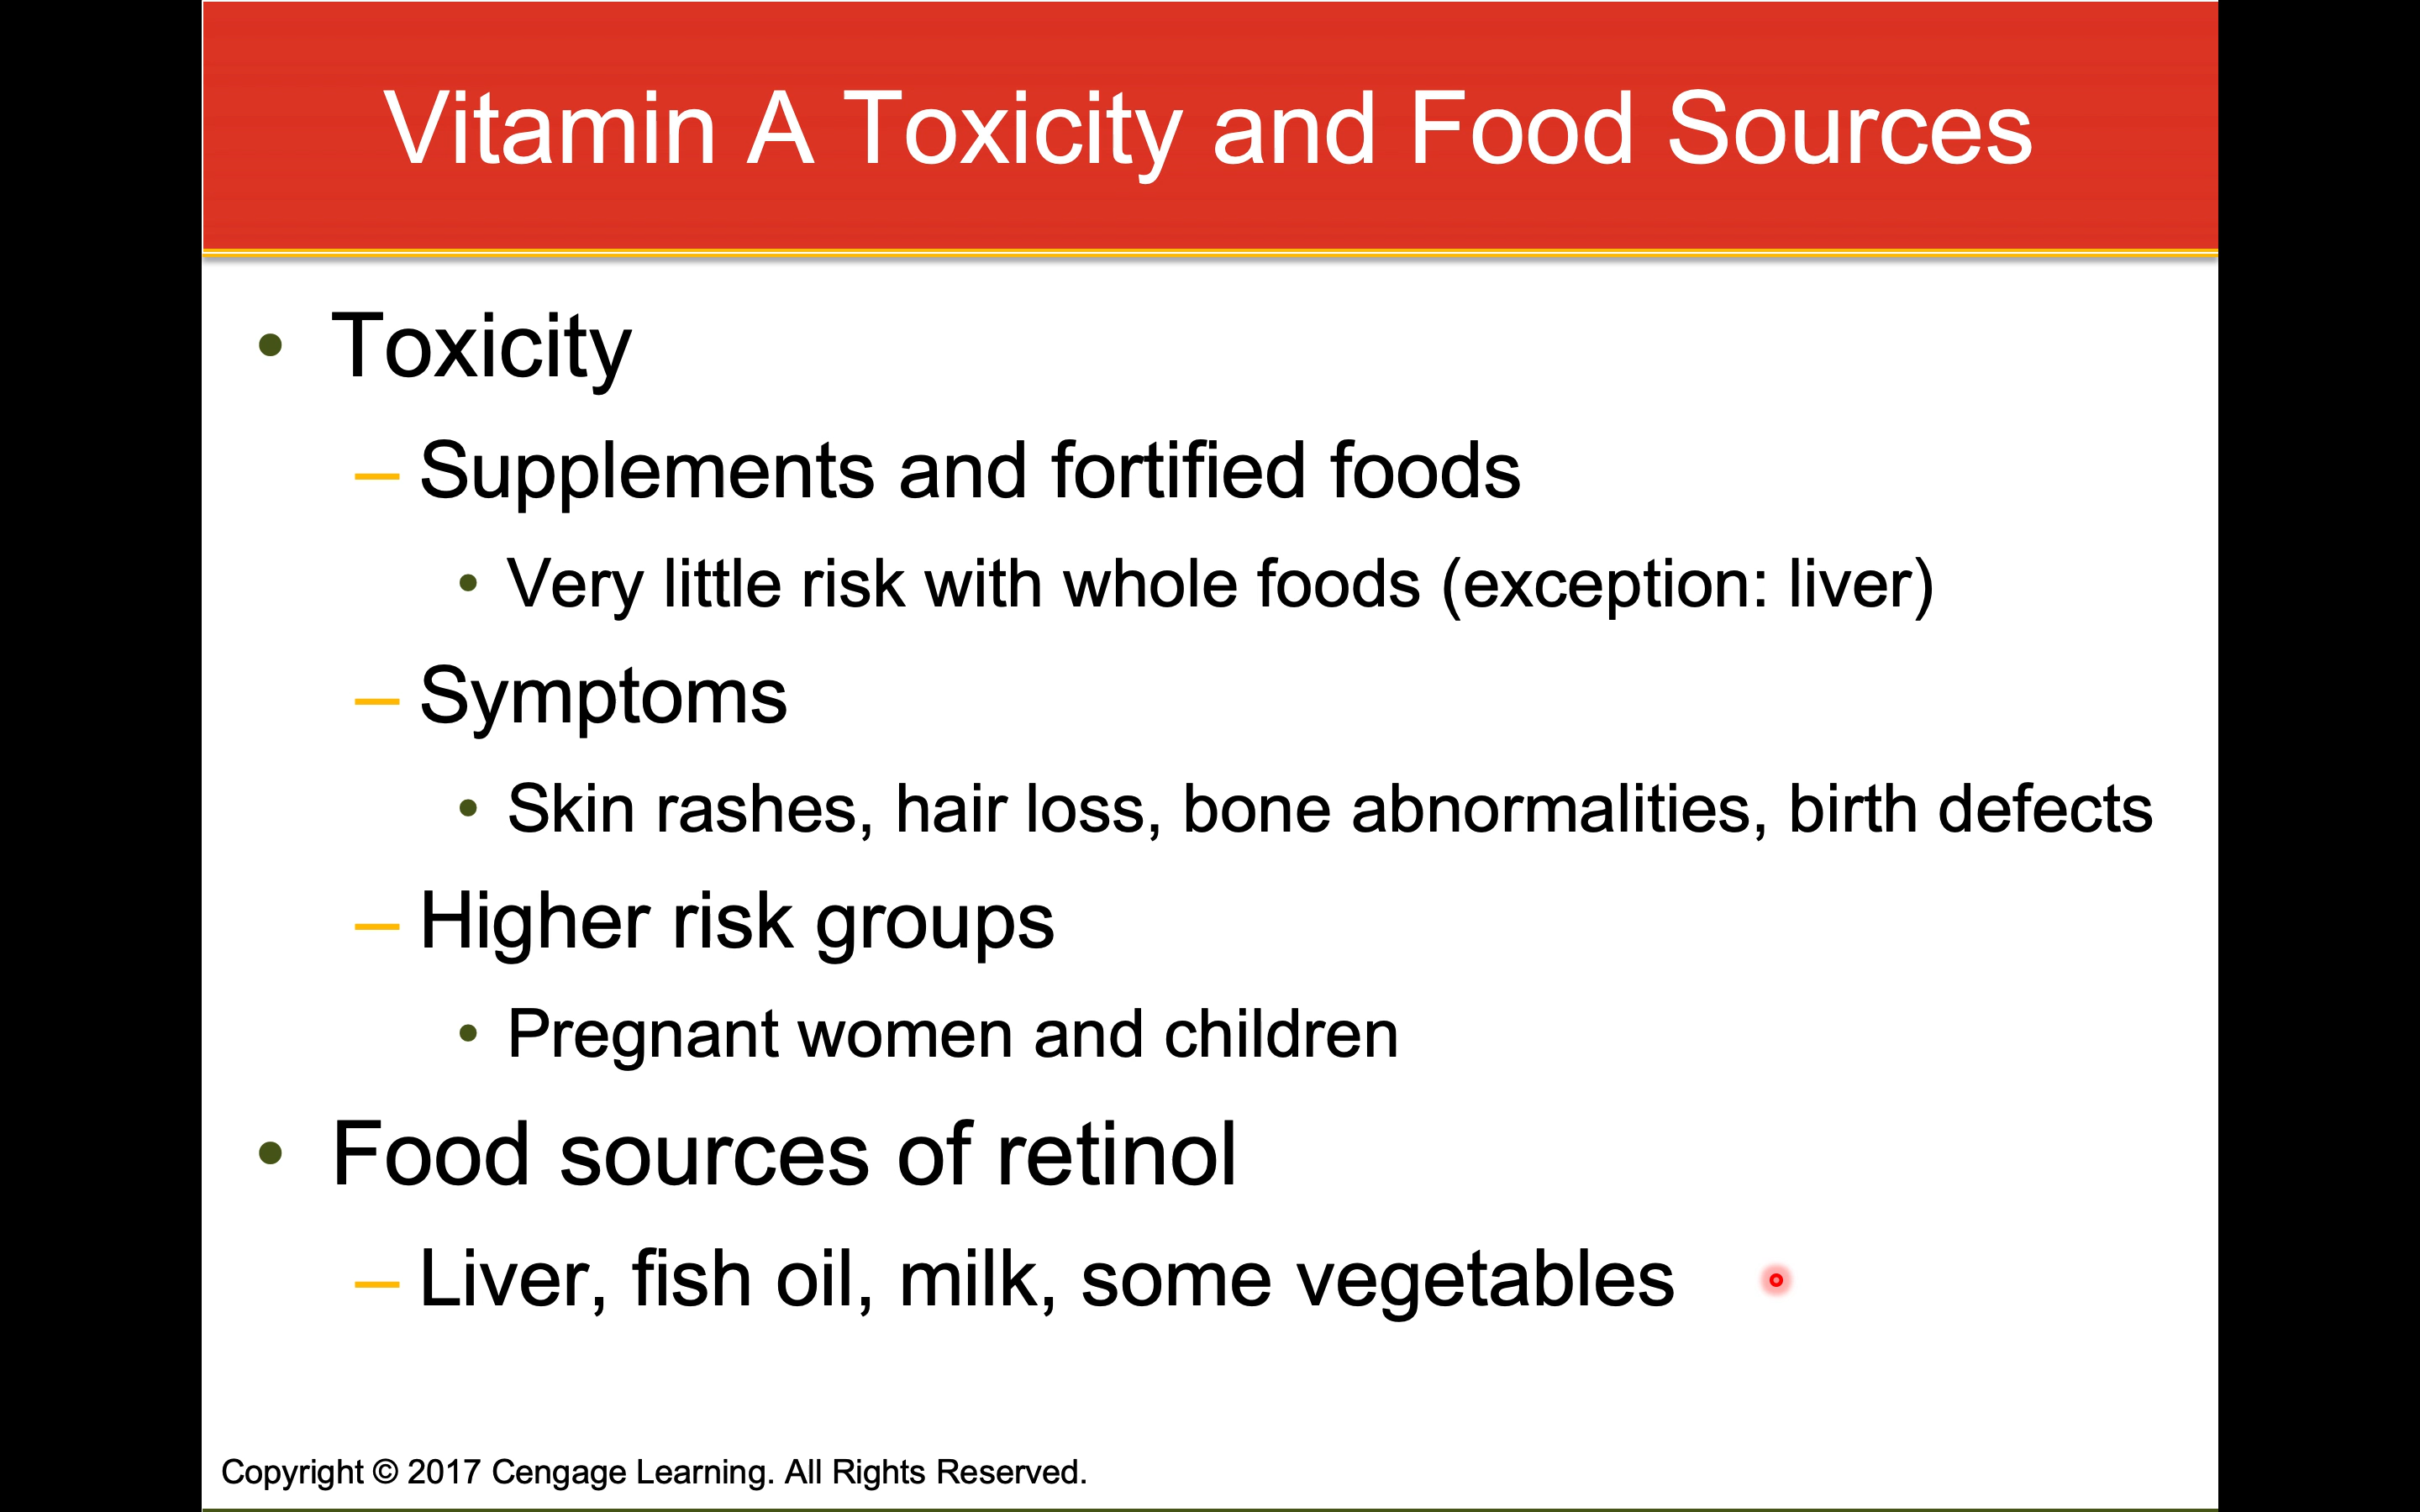 Vitamin A Toxicity and Food Sources
• Toxicity
– Supplements and fortified foods
• Very little risk with whole foods (exception: liver)
– Symptoms
• Skin rashes, hair loss, bone abnormalities, birth defects
– Higher risk groups
• Pregnant women and children
• Food sources of retinol
– Liver, fish oil, milk, some vegetables
Copyright © 2017 Cengage Learning. All Rights Reserved.